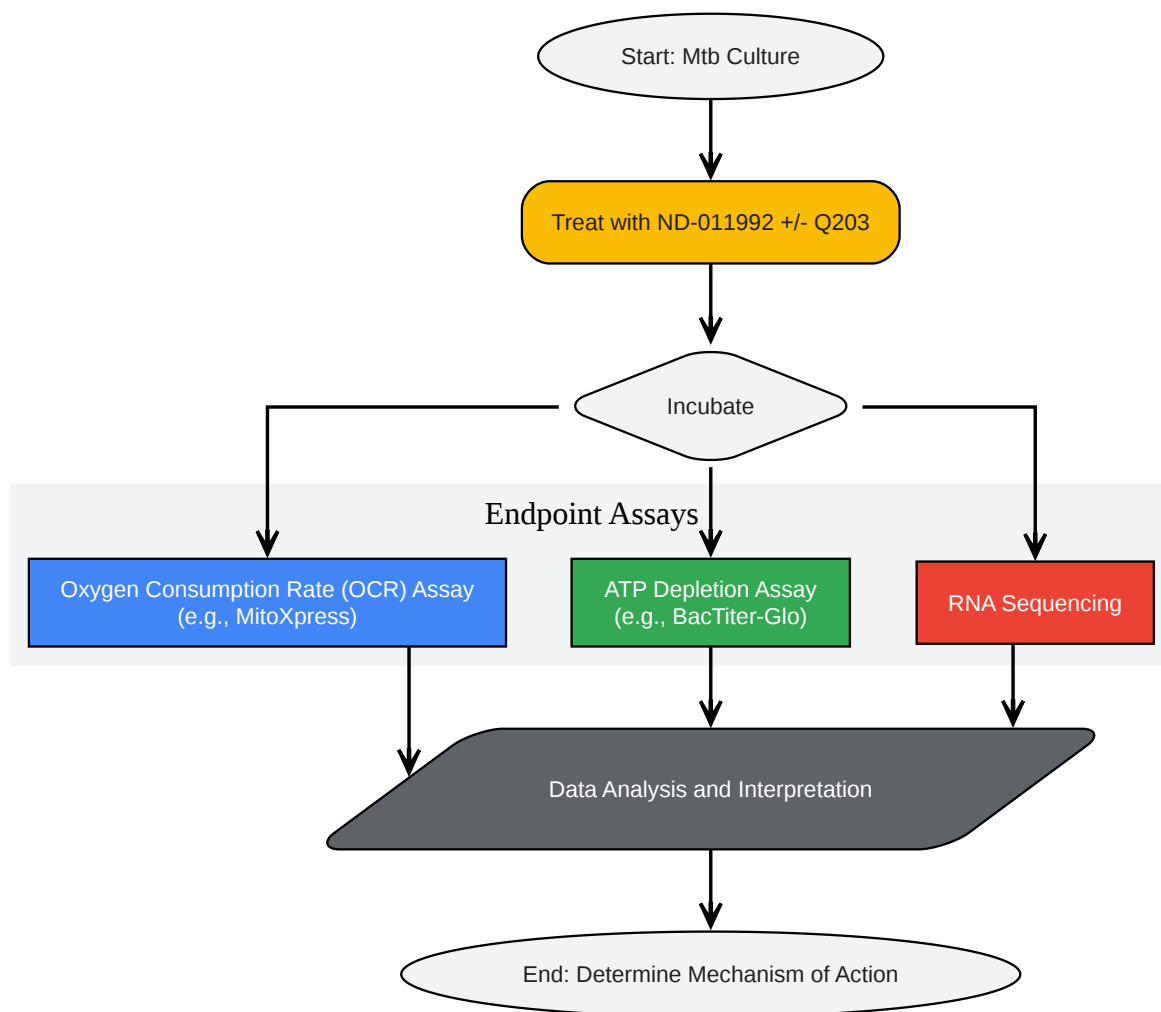 Start: Mtb Culture
Treat with ND-011992 +/- Q203
Incubate
Endpoint Assays
Oxygen Consumption Rate (OCR) Assay
(e.g., MitoXpress)
ATP Depletion Assay
(e.g., BacTiter-Glo)
RNA Sequencing
Data Analysis and Interpretation
End: Determine Mechanism of Action